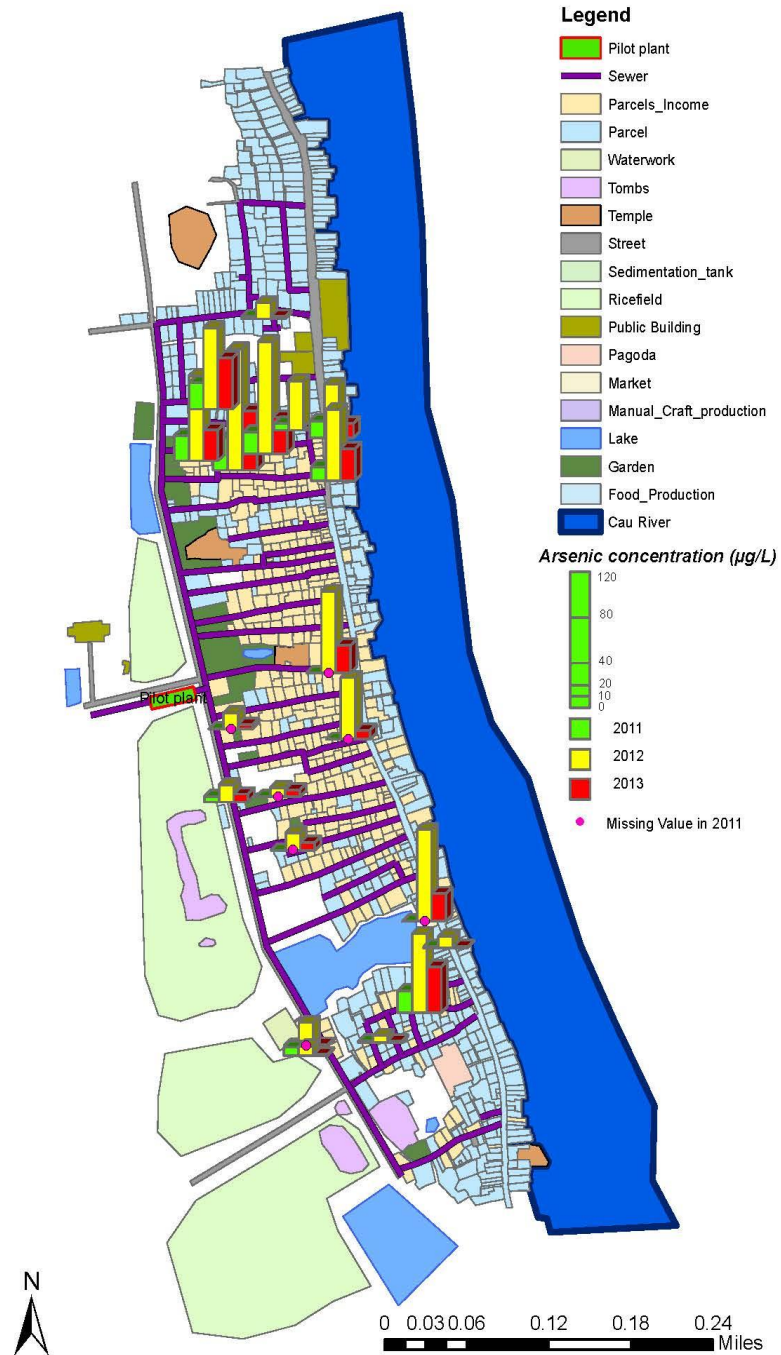 Legend
Pilot plant
Sewer
Parcels_Income
Parcel
Waterwork
Tombs
Temple
Street
Sedimentation_tank
Ricefield
Public Building
Pagoda
Market
Manual_Craft_production
Lake
Garden
Food_Production
Cau River
Arsenic concentration (µg/L)
120
80
40
20
10
0
2011
2012
2013
Missing Value in 2011
Pilot plant
N
0 0.03 0.06 0.12 0.18 0.24
Miles